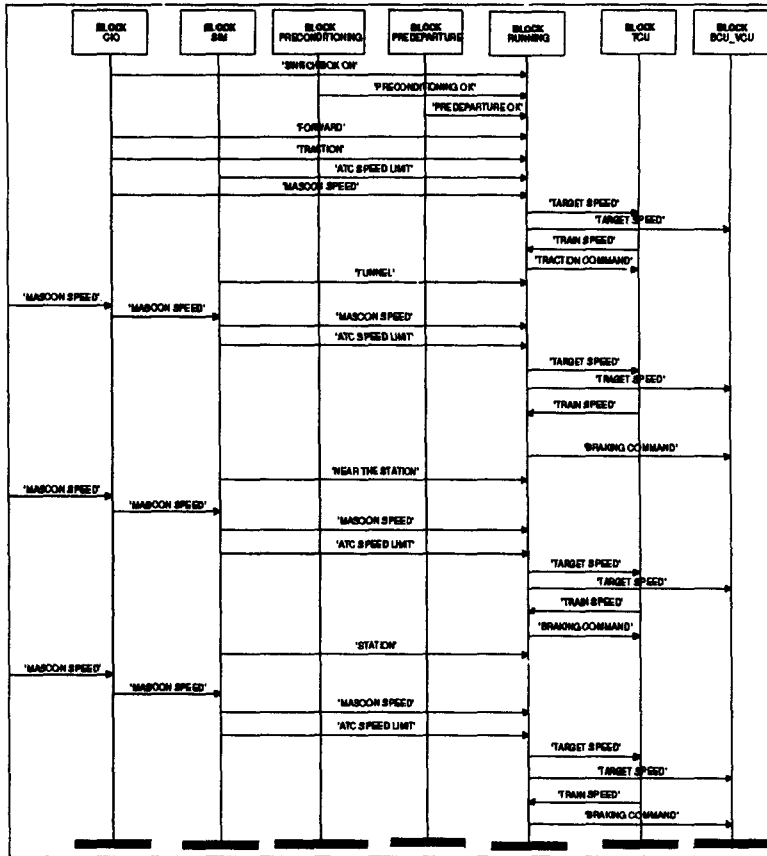 BLOCK CIO
BLOCK SIM
BLOCK PRECONDITIONING
BLOCK PREDEPARTURE
BLOCK RUNNING
BLOCK TCU
BLOCK BCU_VCU
'PRECONDITIONING OK'
'PREDEPARTURE OK'
'FORWARD'
'TRACTION'
'ATC SPEED LIMIT'
'MASCON SPEED'
'TARGET SPEED'
'TARGET SPEED'
'TRAIN SPEED'
'TRACTION COMMAND'
'TUNNEL'
'MASCON SPEED'
'MASCON SPEED'
'MASCON SPEED'
'ATC SPEED LIMIT'
'TARGET SPEED'
'TRAGET SPEED'
'TRAIN SPEED'
'BRAKING COMMAND'
'NEAR THE STATION'
'MASCON SPEED'
'MASCON SPEED'
'MASCON SPEED'
'ATC SPEED LIMIT'
'TARGET SPEED'
'TARGET SPEED'
'TRAIN SPEED'
'BRAKING COMMAND'
'STATION'
'MASCON SPEED'
'MASCON SPEED'
'MASCON SPEED'
'ATC SPEED LIMIT'
'TARGET SPEED'
'TARGET SPEED'
'TRAIN SPEED'
'BRAKING COMMAND'